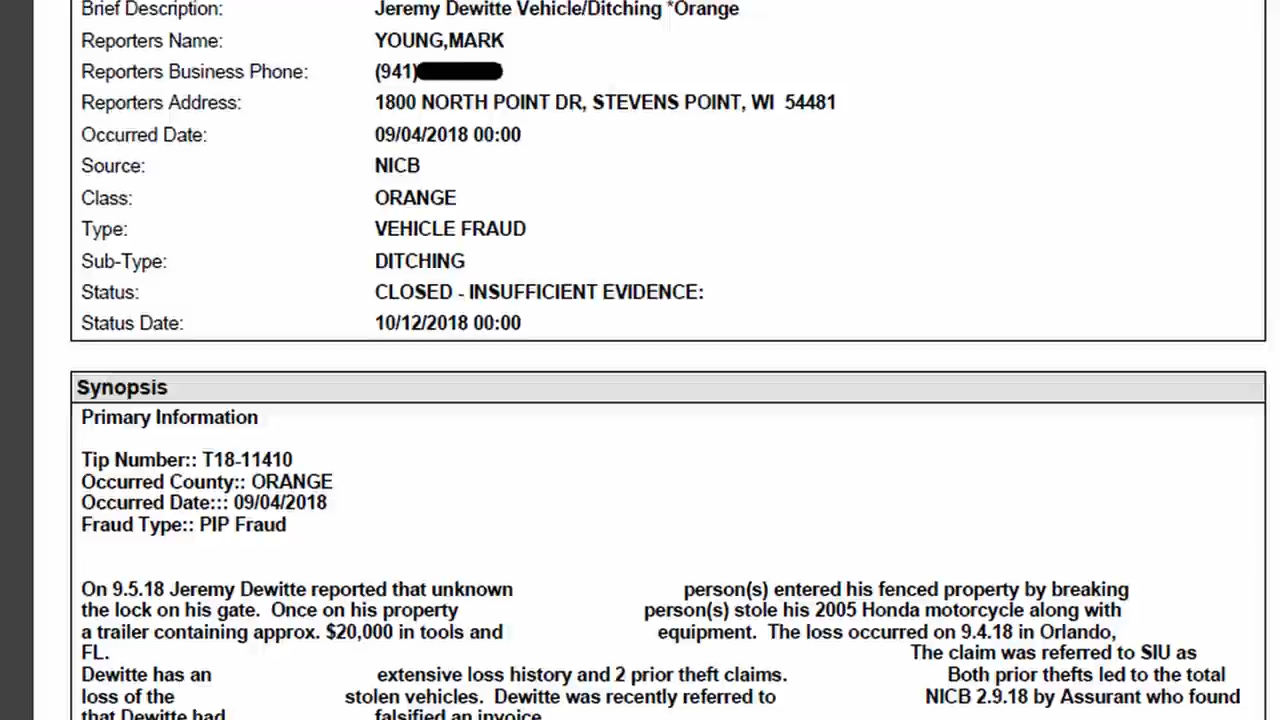 Brief Description: Jeremy Dewitte Vehicle/Ditching *Orange
Reporters Name: YOUNG,MARK
Reporters Business Phone: (941)
Reporters Address: 1800 NORTH POINT DR, STEVENS POINT, WI 54481
Occurred Date: 09/04/2018 00:00
Source: NICB
Class: ORANGE
Type: VEHICLE FRAUD
Sub-Type: DITCHING
Status: CLOSED - INSUFFICIENT EVIDENCE:
Status Date: 10/12/2018 00:00
Synopsis
Primary Information
Tip Number:: T18-11410
Occurred County:: ORANGE
Occurred Date::: 09/04/2018
Fraud Type:: PIP Fraud
On 9.5.18 Jeremy Dewitte reported that unknown person(s) entered his fenced property by breaking
the lock on his gate. Once on his property person(s) stole his 2005 Honda motorcycle along with
a trailer containing approx. $20,000 in tools and equipment. The loss occurred on 9.4.18 in Orlando,
FL. The claim was referred to SIU as
Dewitte has an extensive loss history and 2 prior theft claims. Both prior thefts led to the total
loss of the stolen vehicles. Dewitte was recently referred to NICB 2.9.18 by Assurant who found
that Dewitte had falsified an invoice